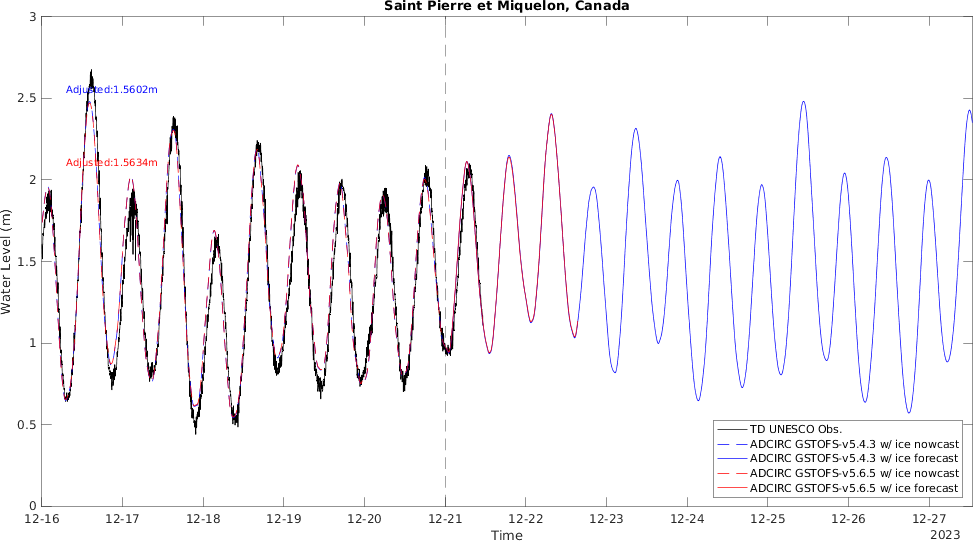 Saint Pierre et Miquelon, Canada
3
2.5
2
1.5
1
0.5
0
Water Level (m)
Adjusted:1.5602m
Adjusted:1.5634m
TD UNESCO Obs.
ADCIRC GSTOFS-v5.4.3 w/ ice nowcast
ADCIRC GSTOFS-v5.4.3 w/ ice forecast
ADCIRC GSTOFS-v5.6.5 w/ ice nowcast
ADCIRC GSTOFS-v5.6.5 w/ ice forecast
12-16 12-17 12-18 12-19 12-20 12-21 12-22 12-23 12-24 12-25 12-26 12-27
Time
2023